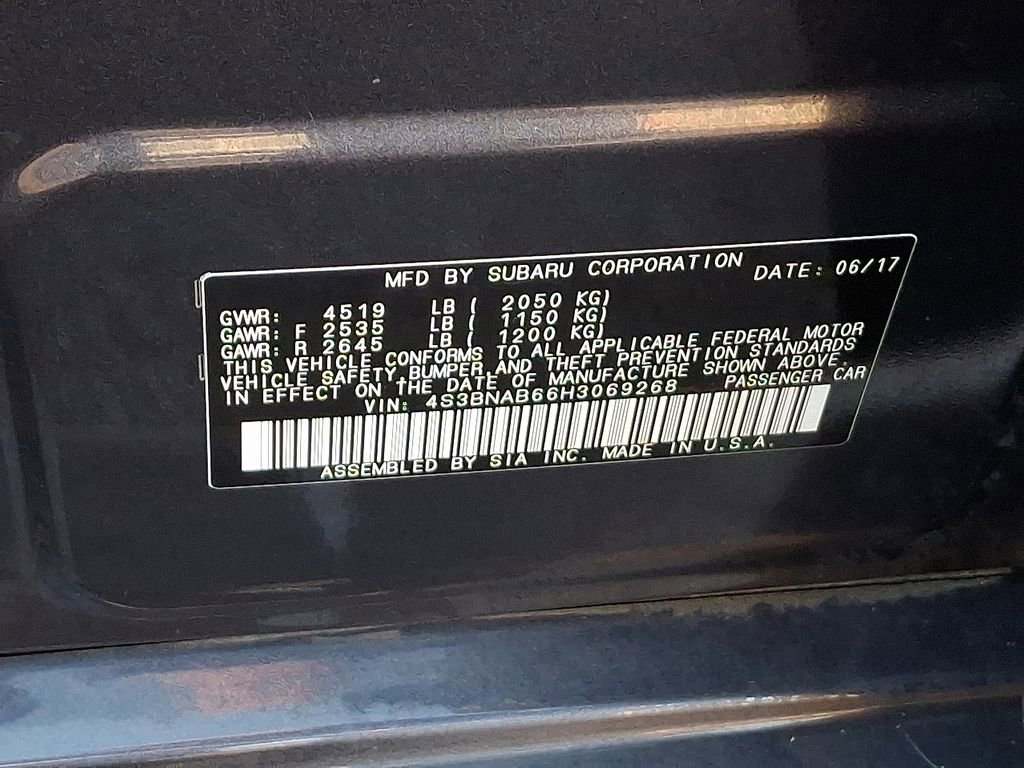 MFD BY SUBARU CORPORATION DATE: 06/17
GVWR: 4519 LB ( 2050 KG)
GAWR: F 2535 LB ( 1150 KG)
GAWR: R 2645 LB ( 1200 KG)
THIS VEHICLE CONFORMS TO ALL APPLICABLE FEDERAL MOTOR
VEHICLE SAFETY, BUMPER, AND THEFT PREVENTION STANDARDS
IN EFFECT ON THE DATE OF MANUFACTURE SHOWN ABOVE.
VIN: 4S3BNAB66H3069268 PASSENGER CAR
ASSEMBLED BY SIA INC. MADE IN U.S.A.